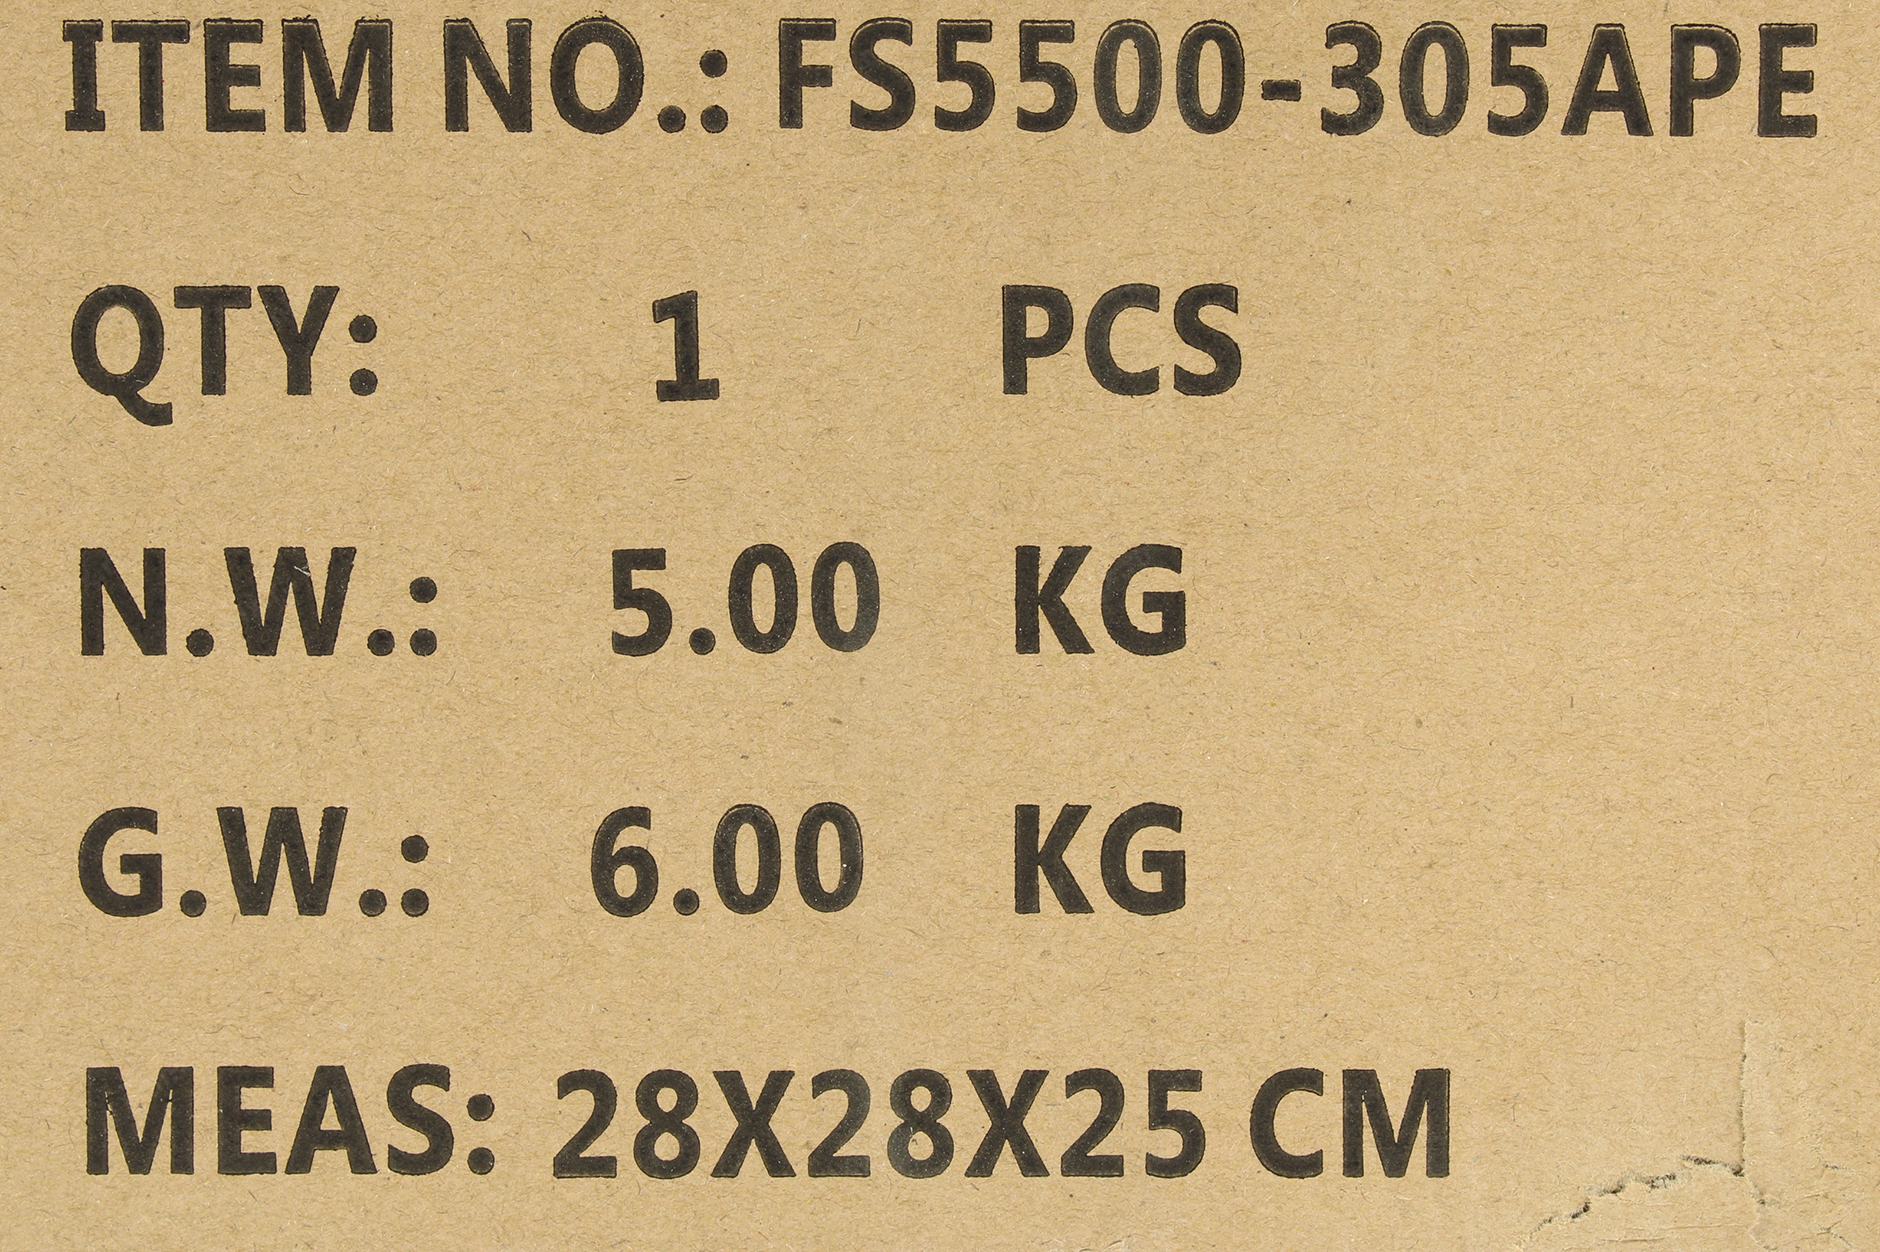 ITEM NO.: FS5500-305APE
QTY: 1 PCS
N.W.: 5.00 KG
G.W.: 6.00 KG
MEAS: 28X28X25 CM